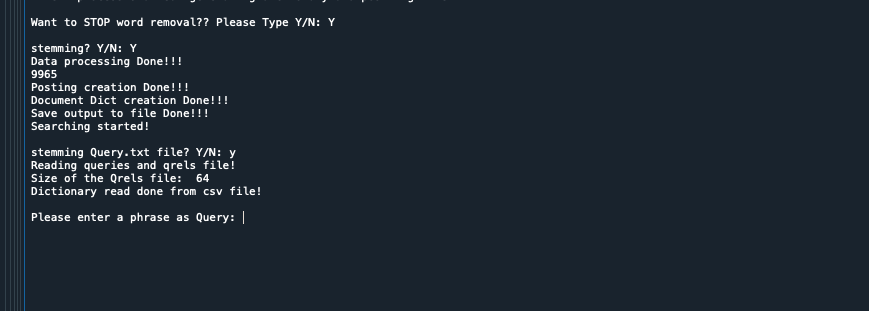 Want to STOP word removal?? Please Type Y/N: Y
stemming? Y/N: Y
Data processing Done!!!
9965
Posting creation Done!!!
Document Dict creation Done!!!
Save output to file Done!!!
Searching started!
stemming Query.txt file? Y/N: y
Reading queries and qrels file!
Size of the Qrels file:  64
Dictionary read done from csv file!
Please enter a phrase as Query: